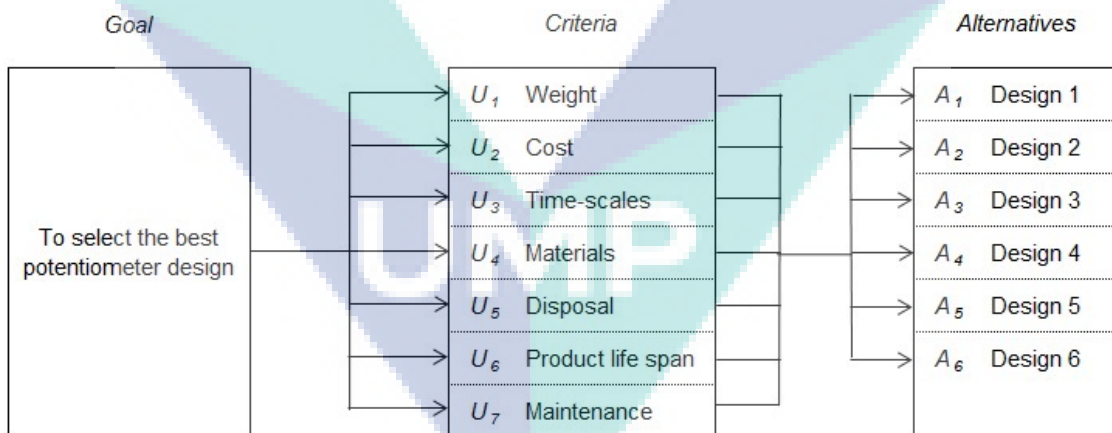 Goal Criteria Alternatives
U1 Weight A1 Design 1
U2 Cost A2 Design 2
U3 Time-scales A3 Design 3
To select the best
potentiometer design
U4 Materials A4 Design 4
U5 Disposal A5 Design 5
U6 Product life span A6 Design 6
U7 Maintenance
UMP